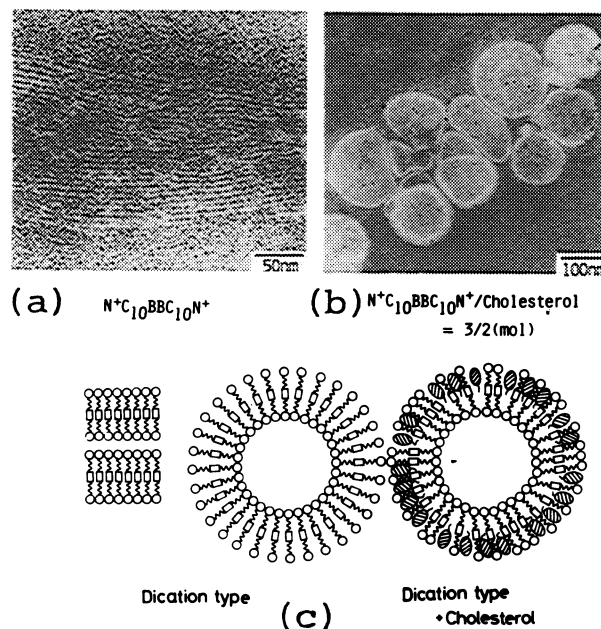 50nm
100nm
(a) N⁺C₁₀BBC₁₀N⁺
(b) N⁺C₁₀BBC₁₀N⁺/Cholesterol
= 3/2(mol)
Dication type
Dication type
+Cholesterol
(c)